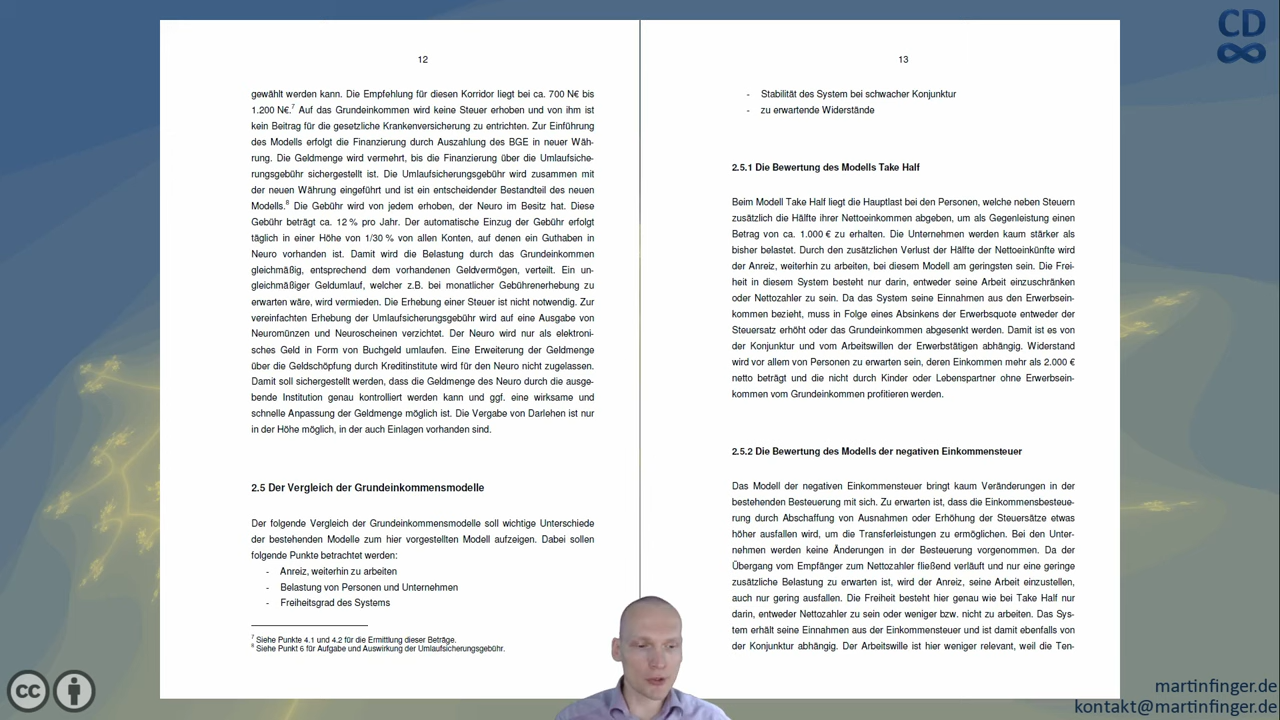 CD
12
gewählt werden kann. Die Empfehlung für diesen Korridor liegt bei ca. 700 N€ bis
1.200 N€.7 Auf das Grundeinkommen wird keine Steuer erhoben und von ihm ist
kein Beitrag für die gesetzliche Krankenversicherung zu entrichten. Zur Einführung
des Modells erfolgt die Finanzierung durch Auszahlung des BGE in neuer Wäh-
rung. Die Geldmenge wird vermehrt, bis die Finanzierung über die Umlaufsiche-
rungsgebühr sichergestellt ist. Die Umlaufsicherungsgebühr wird zusammen mit
der neuen Währung eingeführt und ist ein entscheidender Bestandteil des neuen
Modells.8 Die Gebühr wird von jedem erhoben, der Neuro im Besitz hat. Diese
Gebühr beträgt ca. 12 % pro Jahr. Der automatische Einzug der Gebühr erfolgt
täglich in einer Höhe von 1/30 % von allen Konten, auf denen ein Guthaben in
Neuro vorhanden ist. Damit wird die Belastung durch das Grundeinkommen
gleichmäßig, entsprechend dem vorhandenen Geldvermögen, verteilt. Ein un-
gleichmäßiger Geldumlauf, welcher z.B. bei monatlicher Gebührenerhebung zu
erwarten wäre, wird vermieden. Die Erhebung einer Steuer ist nicht notwendig. Zur
vereinfachten Erhebung der Umlaufsicherungsgebühr wird auf eine Ausgabe von
Neuromünzen und Neuroscheinen verzichtet. Der Neuro wird nur als elektroni-
sches Geld in Form von Buchgeld umlaufen. Eine Erweiterung der Geldmenge
über die Geldschöpfung durch Kreditinstitute wird für den Neuro nicht zugelassen.
Damit soll sichergestellt werden, dass die Geldmenge des Neuro durch die ausge-
bende Institution genau kontrolliert werden kann und ggf. eine wirksame und
schnelle Anpassung der Geldmenge möglich ist. Die Vergabe von Darlehen ist nur
in der Höhe möglich, in der auch Einlagen vorhanden sind.
2.5 Der Vergleich der Grundeinkommensmodelle
Der folgende Vergleich der Grundeinkommensmodelle soll wichtige Unterschiede
der bestehenden Modelle zum hier vorgestellten Modell aufzeigen. Dabei sollen
folgende Punkte betrachtet werden:
- Anreiz, weiterhin zu arbeiten
- Belastung von Personen und Unternehmen
- Freiheitsgrad des Systems
7 Siehe Punkte 4.1 und 4.2 für die Ermittlung dieser Beträge.
8 Siehe Punkt 6 für Aufgabe und Auswirkung der Umlaufsicherungsgebühr.
13
- Stabilität des System bei schwacher Konjunktur
- zu erwartende Widerstände
2.5.1 Die Bewertung des Modells Take Half
Beim Modell Take Half liegt die Hauptlast bei den Personen, welche neben Steuern
zusätzlich die Hälfte ihrer Nettoeinkommen abgeben, um als Gegenleistung einen
Betrag von ca. 1.000 € zu erhalten. Die Unternehmen werden kaum stärker als
bisher belastet. Durch den zusätzlichen Verlust der Hälfte der Nettoeinkünfte wird
der Anreiz, weiterhin zu arbeiten, bei diesem Modell am geringsten sein. Die Frei-
heit in diesem System besteht nur darin, entweder seine Arbeit einzuschränken
oder Nettozahler zu sein. Da das System seine Einnahmen aus den Erwerbsein-
kommen bezieht, muss in Folge eines Absinkens der Erwerbsquote entweder der
Steuersatz erhöht oder das Grundeinkommen abgesenkt werden. Damit ist es von
der Konjunktur und vom Arbeitswillen der Erwerbstätigen abhängig. Widerstand
wird vor allem von Personen zu erwarten sein, deren Einkommen mehr als 2.000 €
netto beträgt und die nicht durch Kinder oder Lebenspartner ohne Erwerbsein-
kommen vom Grundeinkommen profitieren werden.
2.5.2 Die Bewertung des Modells der negativen Einkommensteuer
Das Modell der negativen Einkommensteuer bringt kaum Veränderungen in der
bestehenden Besteuerung mit sich. Zu erwarten ist, dass die Einkommensbesteue-
rung durch Abschaffung von Ausnahmen oder Erhöhung der Steuersätze etwas
höher ausfallen wird, um die Transferleistungen zu ermöglichen. Bei den Unter-
nehmen werden keine Änderungen in der Besteuerung vorgenommen. Da der
Übergang vom Empfänger zum Nettozahler fließend verläuft und nur eine geringe
zusätzliche Belastung zu erwarten ist, wird der Anreiz, seine Arbeit einzustellen,
auch nur gering ausfallen. Die Freiheit besteht hier genau wie bei Take Half nur
darin, entweder Nettozahler zu sein oder weniger bzw. nicht zu arbeiten. Das Sys-
tem erhält seine Einnahmen aus der Einkommensteuer und ist damit ebenfalls von
der Konjunktur abhängig. Der Arbeitswille ist hier weniger relevant, weil die Ten-
cc
martinfinger.de
kontakt@martinfinger.de